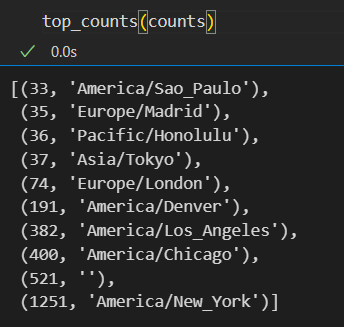 top_counts(counts)
✓ 0.0s
[(33, 'America/Sao_Paulo'),
(35, 'Europe/Madrid'),
(36, 'Pacific/Honolulu'),
(37, 'Asia/Tokyo'),
(74, 'Europe/London'),
(191, 'America/Denver'),
(382, 'America/Los_Angeles'),
(400, 'America/Chicago'),
(521, ''),
(1251, 'America/New_York')]